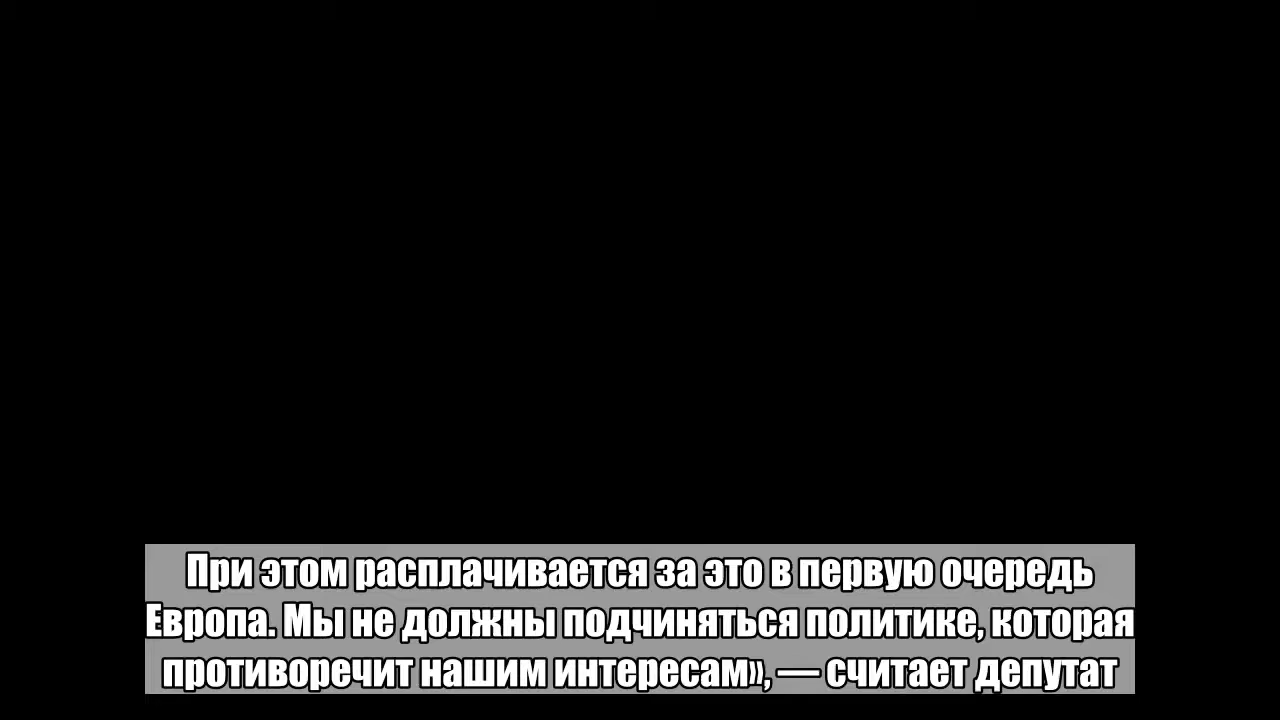 При этом расплачивается за это в первую очередь
Европа. Мы не должны подчиняться политике, которая
противоречит нашим интересам», — считает депутат